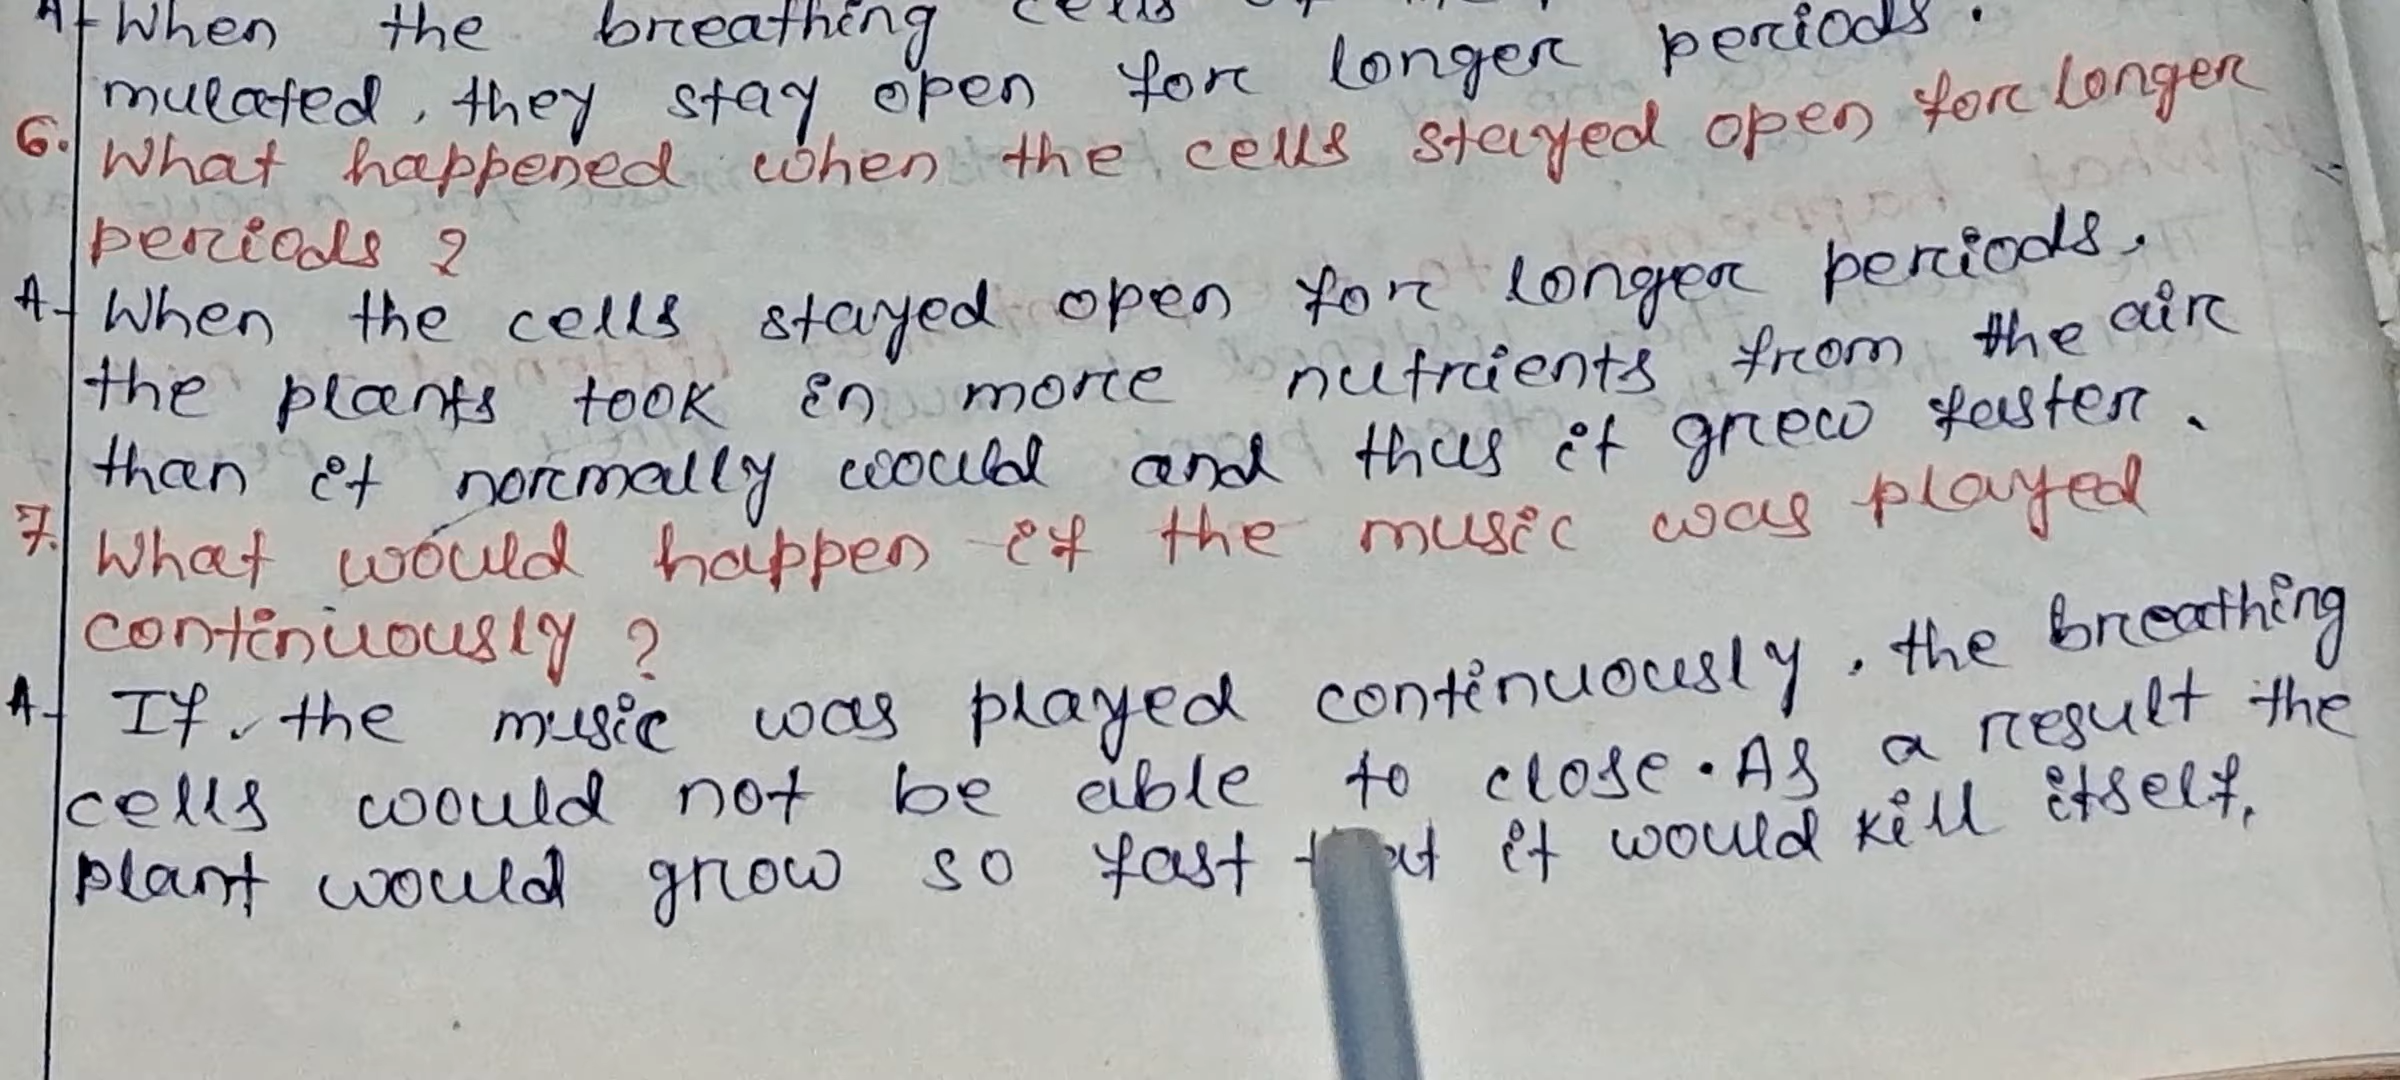 A- When the breathing cells of the
mulated, they stay open for longer periods.
6. What happened when the cells stayed open for longer
periods?
A- When the cells stayed open for longer periods,
the plants took in more nutrients from the air
than it normally would and thus it grew faster.
7. What would happen if the music was played
continuously?
A- If the music was played continuously, the breathing
cells would not be able to close. As a result the
plant would grow so fast that it would kill itself.